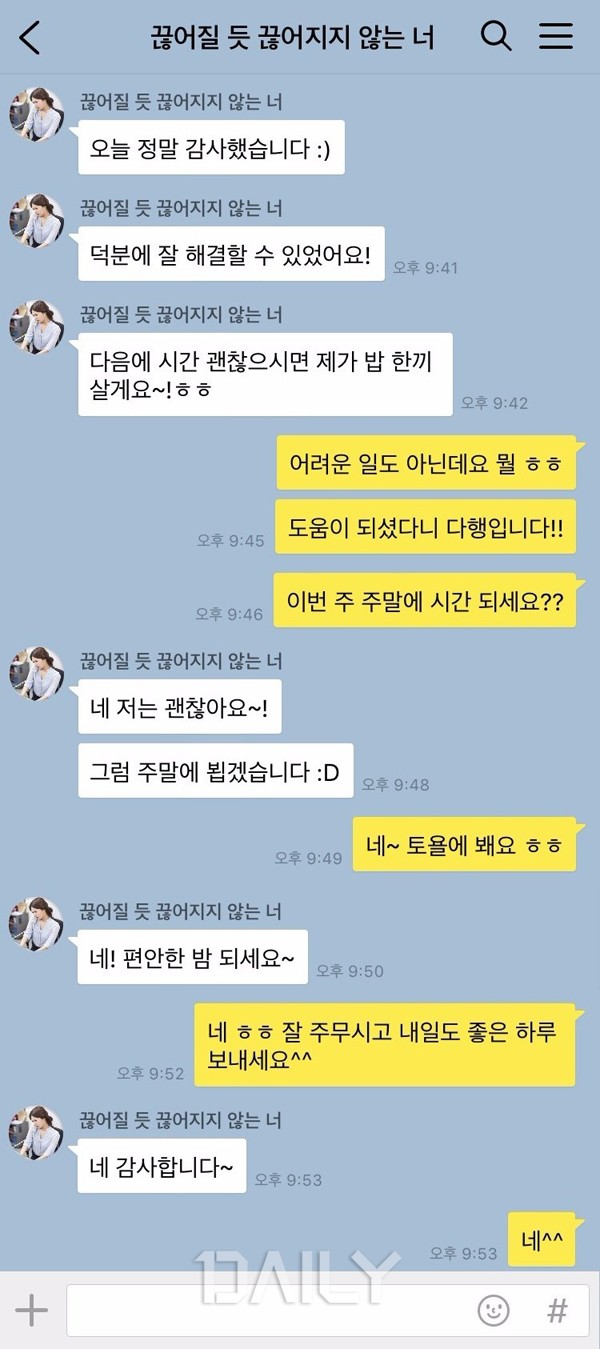 끊어질 듯 끊어지지 않는 너
끊어질 듯 끊어지지 않는 너
오늘 정말 감사했습니다 :)
끊어질 듯 끊어지지 않는 너
덕분에 잘 해결할 수 있었어요!
오후 9:41
끊어질 듯 끊어지지 않는 너
다음에 시간 괜찮으시면 제가 밥 한끼
살게요~!ㅎㅎ
오후 9:42
어려운 일도 아닌데요 뭘 ㅎㅎ
도움이 되셨다니 다행입니다!!
오후 9:45
이번 주 주말에 시간 되세요??
오후 9:46
끊어질 듯 끊어지지 않는 너
네 저는 괜찮아요~!
그럼 주말에 뵙겠습니다 :D
오후 9:48
네~ 토욜에 봬요 ㅎㅎ
오후 9:49
끊어질 듯 끊어지지 않는 너
네! 편안한 밤 되세요~
오후 9:50
네 ㅎㅎ 잘 주무시고 내일도 좋은 하루
보내세요^^
오후 9:52
끊어질 듯 끊어지지 않는 너
네 감사합니다~
오후 9:53
네^^
오후 9:53
1DAILY
#